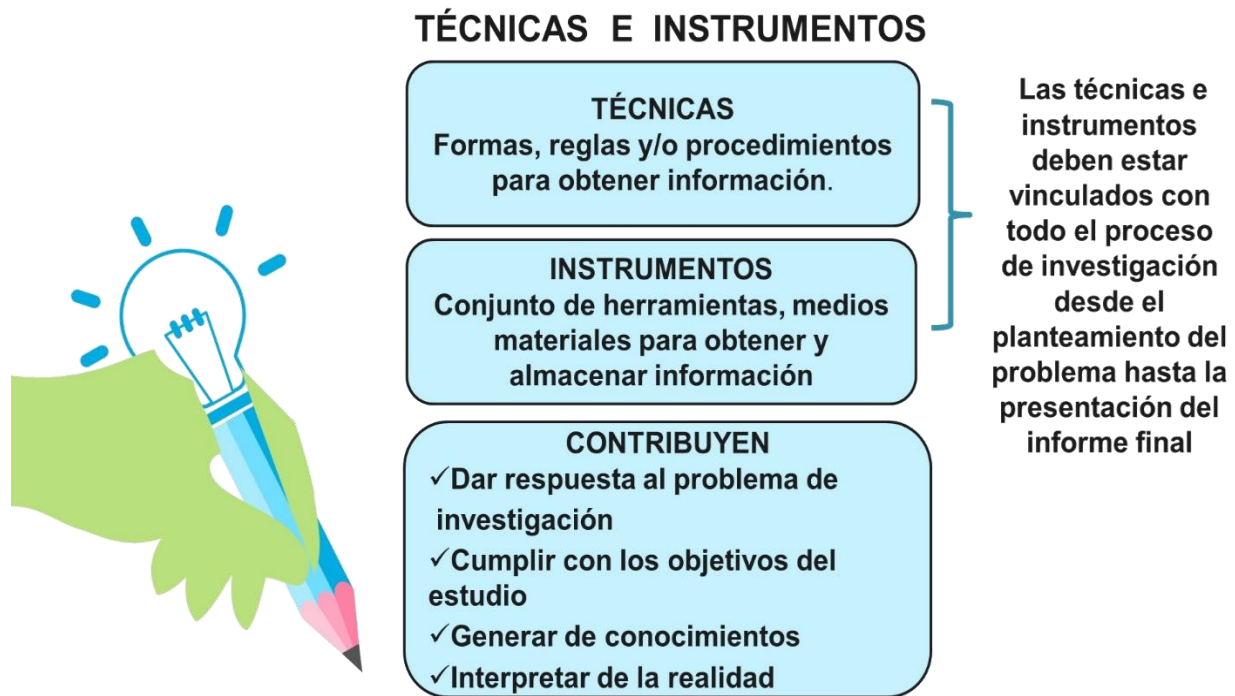 TÉCNICAS E INSTRUMENTOS
TÉCNICAS
Formas, reglas y/o procedimientos
para obtener información.
INSTRUMENTOS
Conjunto de herramientas, medios
materiales para obtener y
almacenar información
CONTRIBUYEN
✓Dar respuesta al problema de
investigación
✓Cumplir con los objetivos del
estudio
✓Generar de conocimientos
✓Interpretar de la realidad
Las técnicas e
instrumentos
deben estar
vinculados con
todo el proceso
de investigación
desde el
planteamiento del
problema hasta la
presentación del
informe final